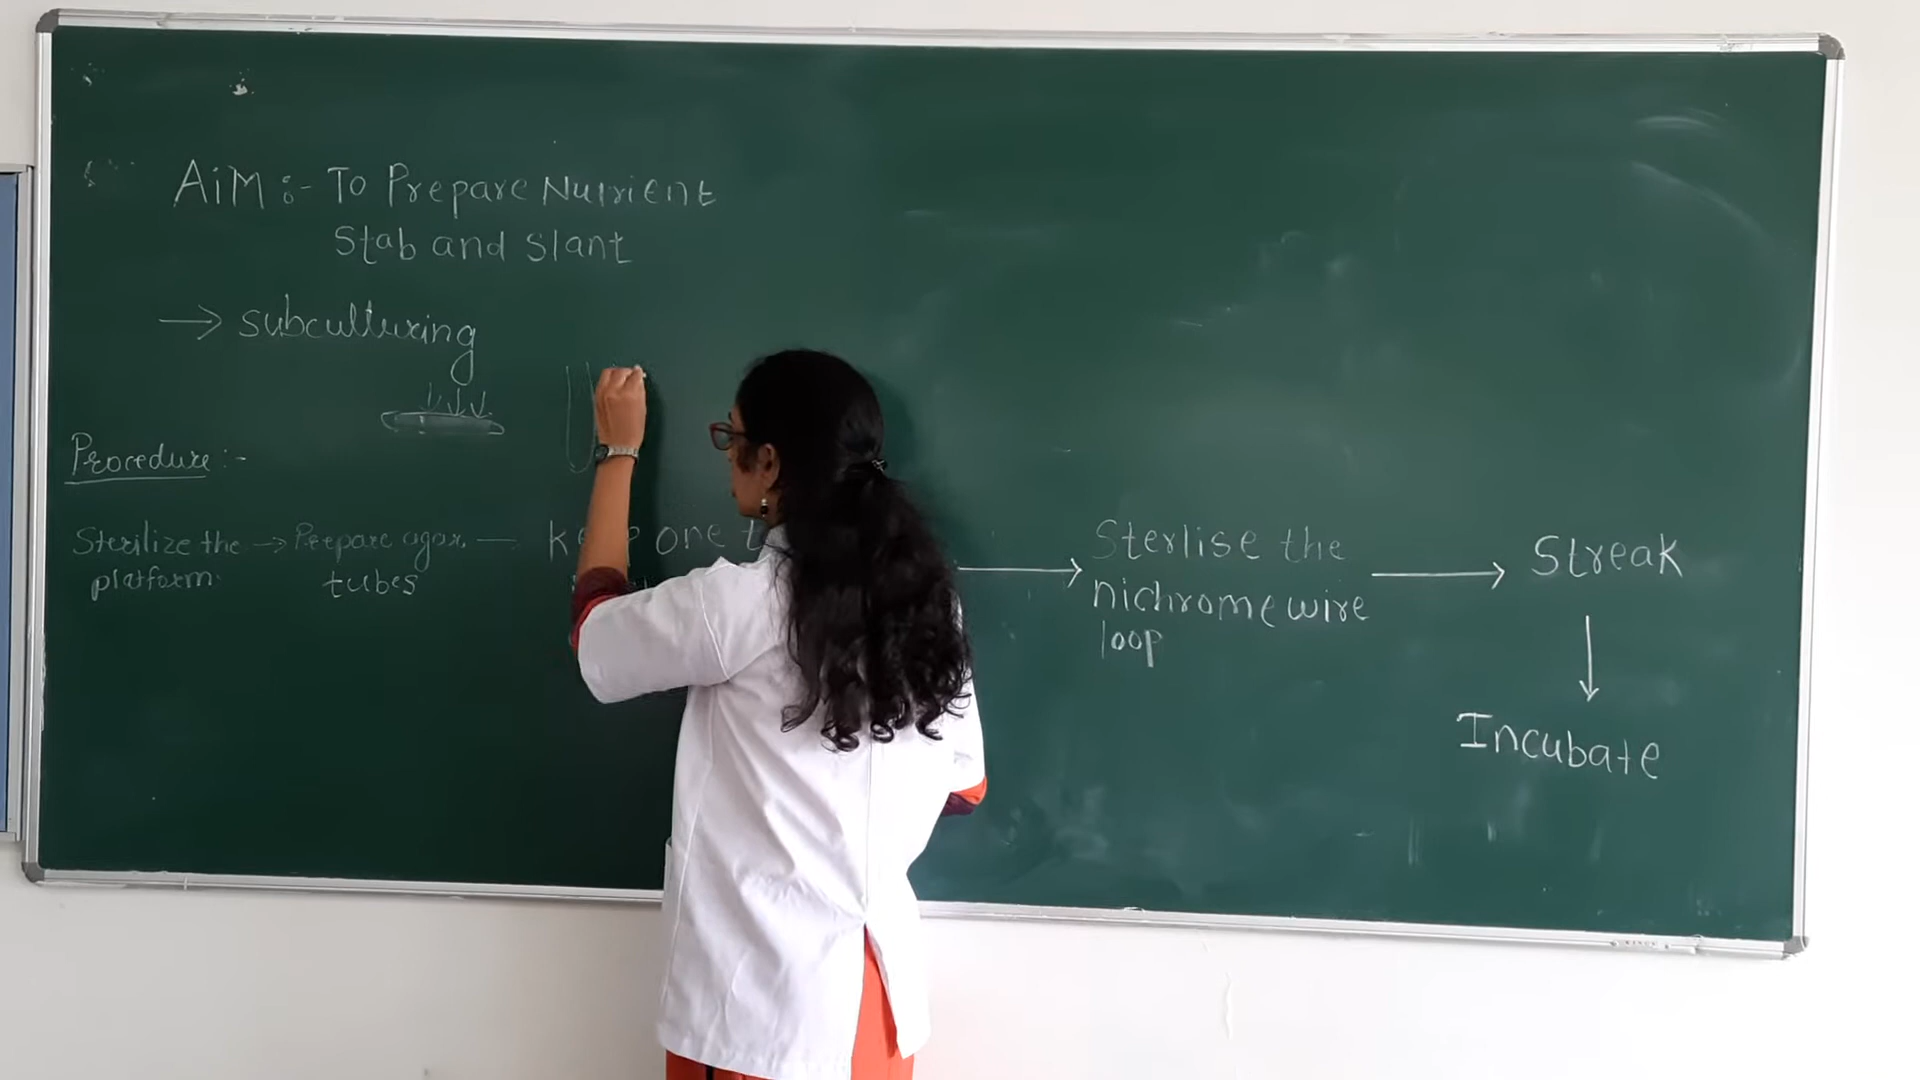 AiM :- To Prepare Nutrient
Stab and Slant
→ subculturing
Procedure :-
Sterilize the → Prepare agar
platform. tubes
one
→ Sterlise the
nichrome wire
loop
→ Streak
↓
Incubate